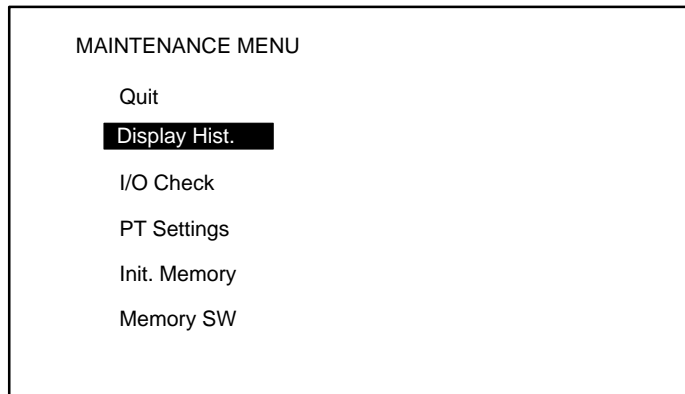 MAINTENANCE MENU
Quit
Display Hist.
I/O Check
PT Settings
Init. Memory
Memory SW